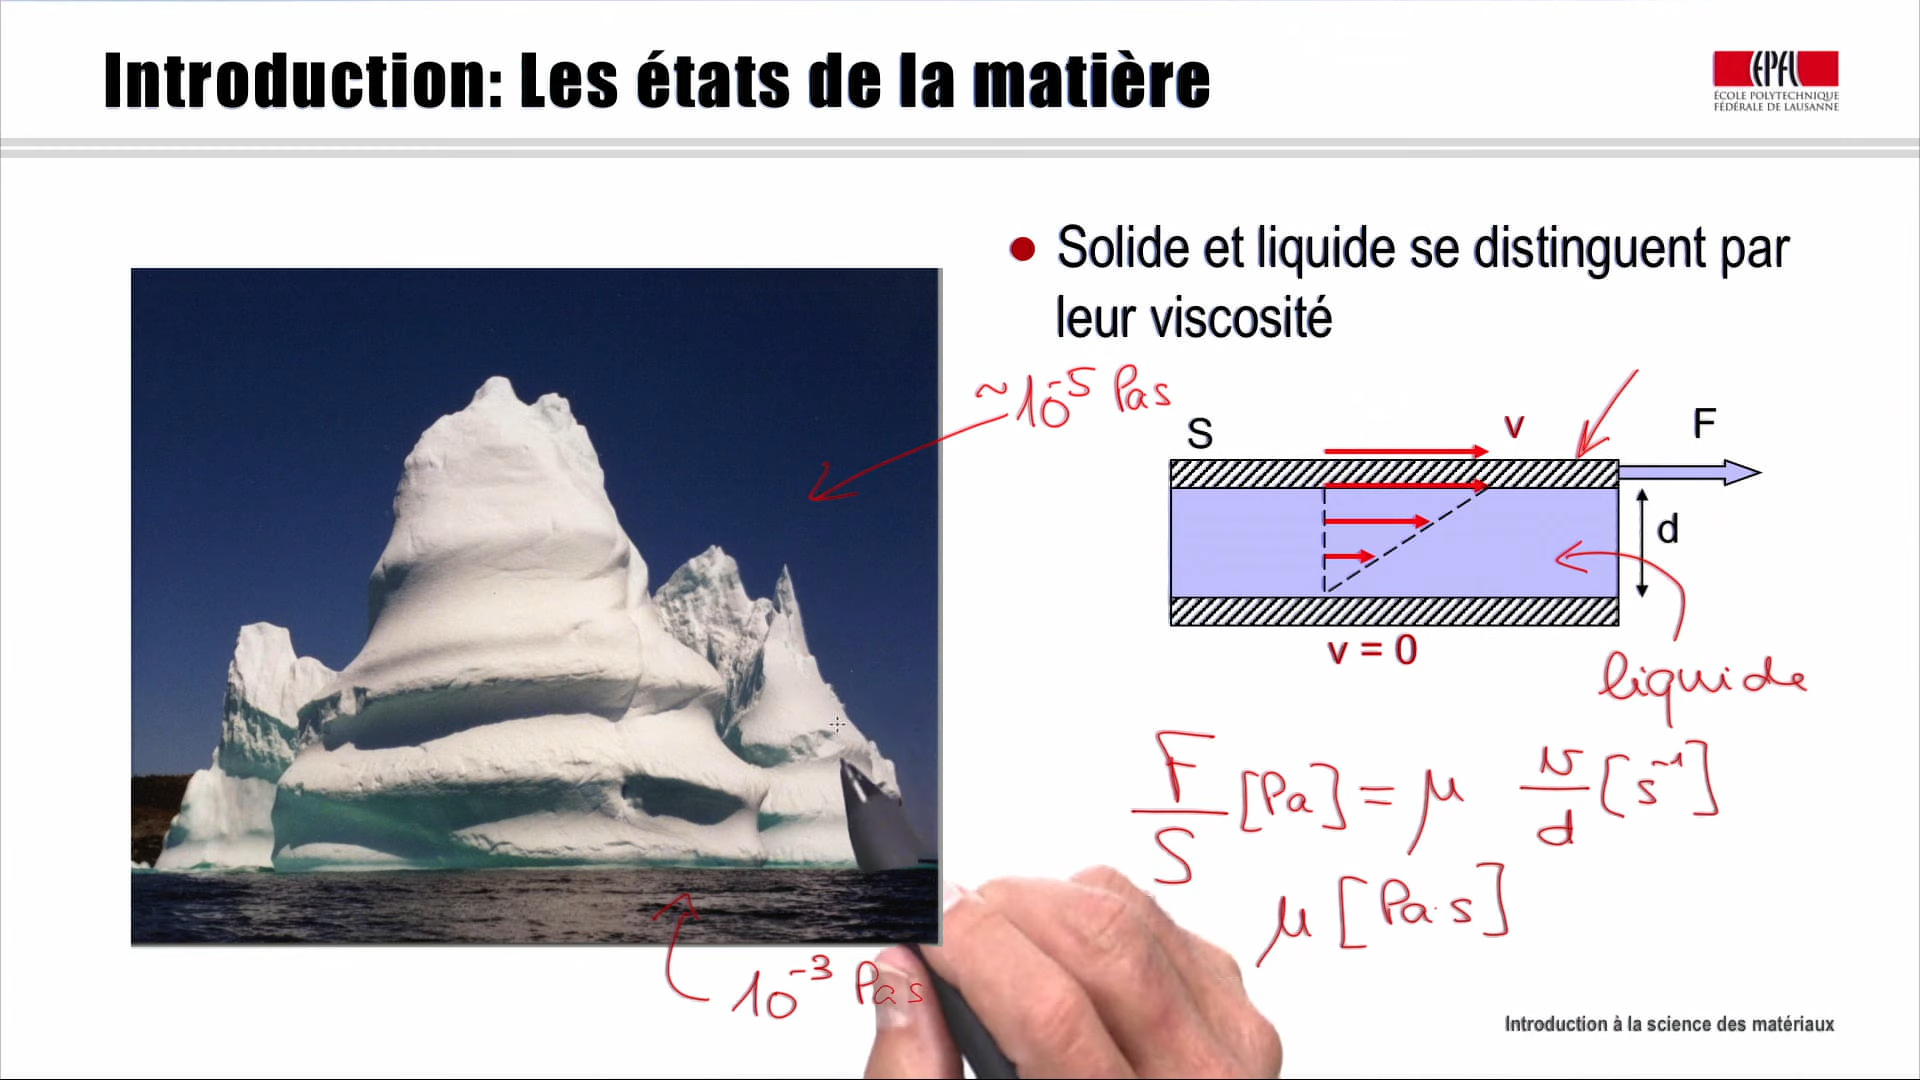 Introduction: Les états de la matière
EPFL
ÉCOLE POLYTECHNIQUE
FÉDÉRALE DE LAUSANNE
● Solide et liquide se distinguent par
leur viscosité
~10⁻⁵ Pas
S
v
F
d
v = 0
liquide
F/S [Pa] = μ v/d [s⁻¹]
μ [Pa·s]
10⁻³ Pas
Introduction à la science des matériaux